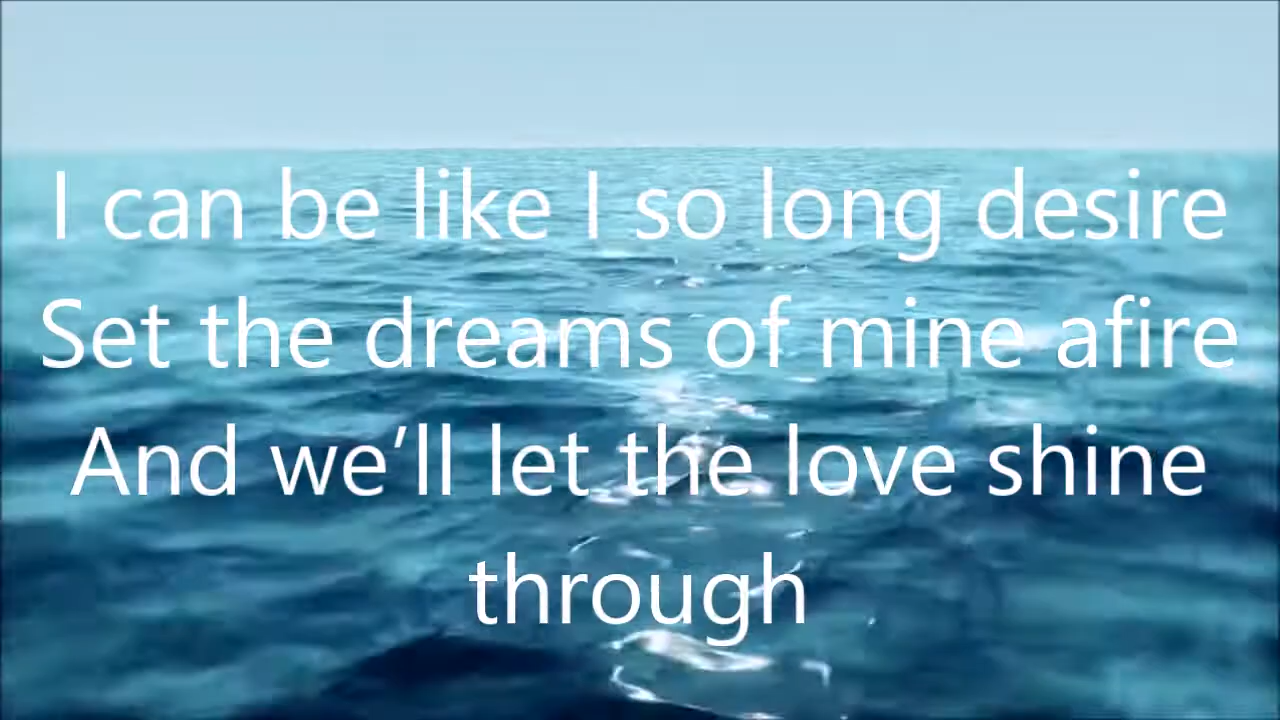 I can be like I so long desire
Set the dreams of mine afire
And we’ll let the love shine
through